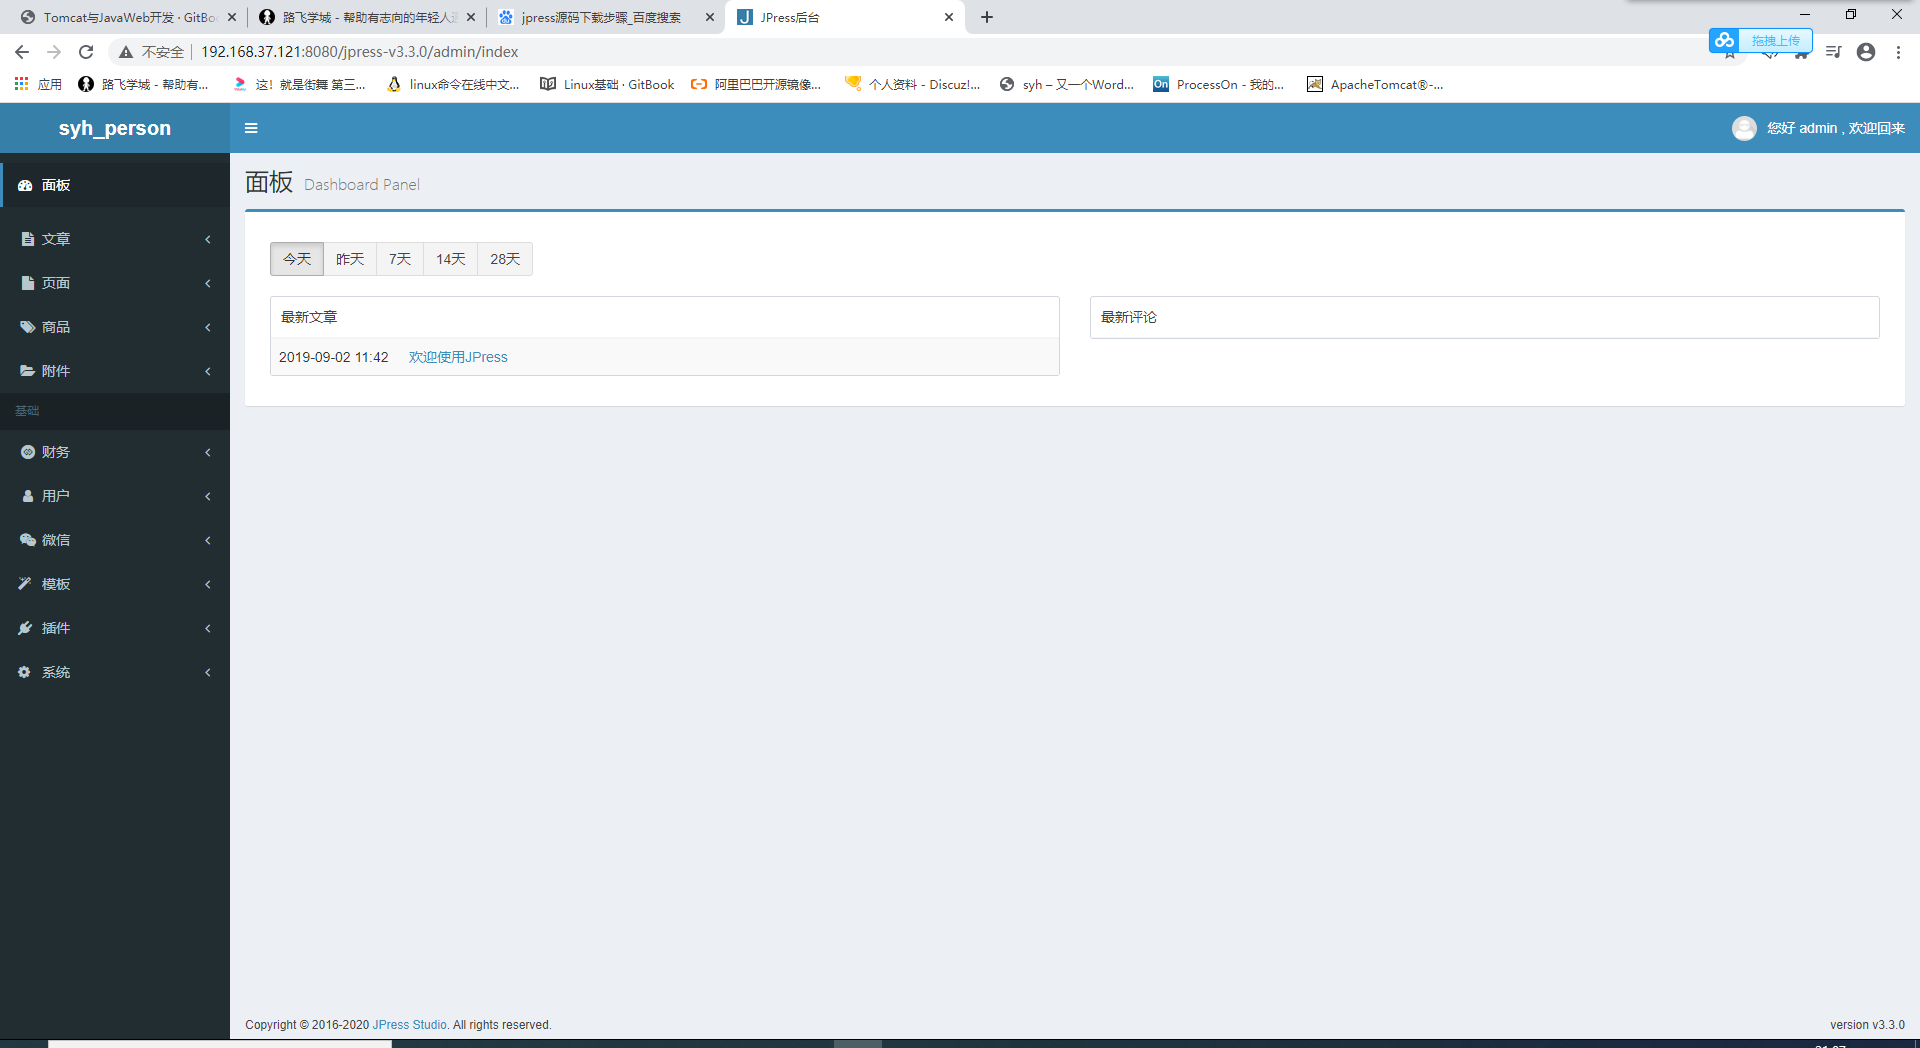 Tomcat与JavaWeb开发 · GitBo
路飞学城 - 帮助有志向的年轻人
jpress源码下载步骤_百度搜索
JPress后台
不安全
192.168.37.121:8080/jpress-v3.3.0/admin/index
拖拽上传
应用
路飞学城 - 帮助有...
这！就是街舞 第三...
linux命令在线中文...
Linux基础 · GitBook
阿里巴巴开源镜像...
个人资料 - Discuz!...
syh – 又一个Word...
On
ProcessOn - 我的...
ApacheTomcat®-...
syh_person
您好 admin , 欢迎回来
面板
文章
页面
商品
附件
基础
财务
用户
微信
模板
插件
系统
面板 Dashboard Panel
今天 昨天 7天 14天 28天
最新文章
2019-09-02 11:42 欢迎使用JPress
最新评论
Copyright © 2016-2020 JPress Studio. All rights reserved.
version v3.3.0